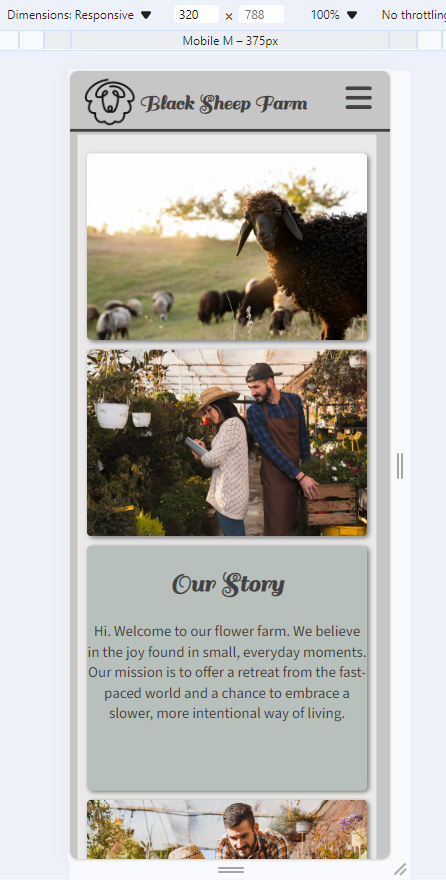 Dimensions: Responsive 320 x 788 100% No throttling
Mobile M – 375px
Black Sheep Farm
Our Story
Hi. Welcome to our flower farm. We believe
in the joy found in small, everyday moments.
Our mission is to offer a retreat from the fast-
paced world and a chance to embrace a
slower, more intentional way of living.